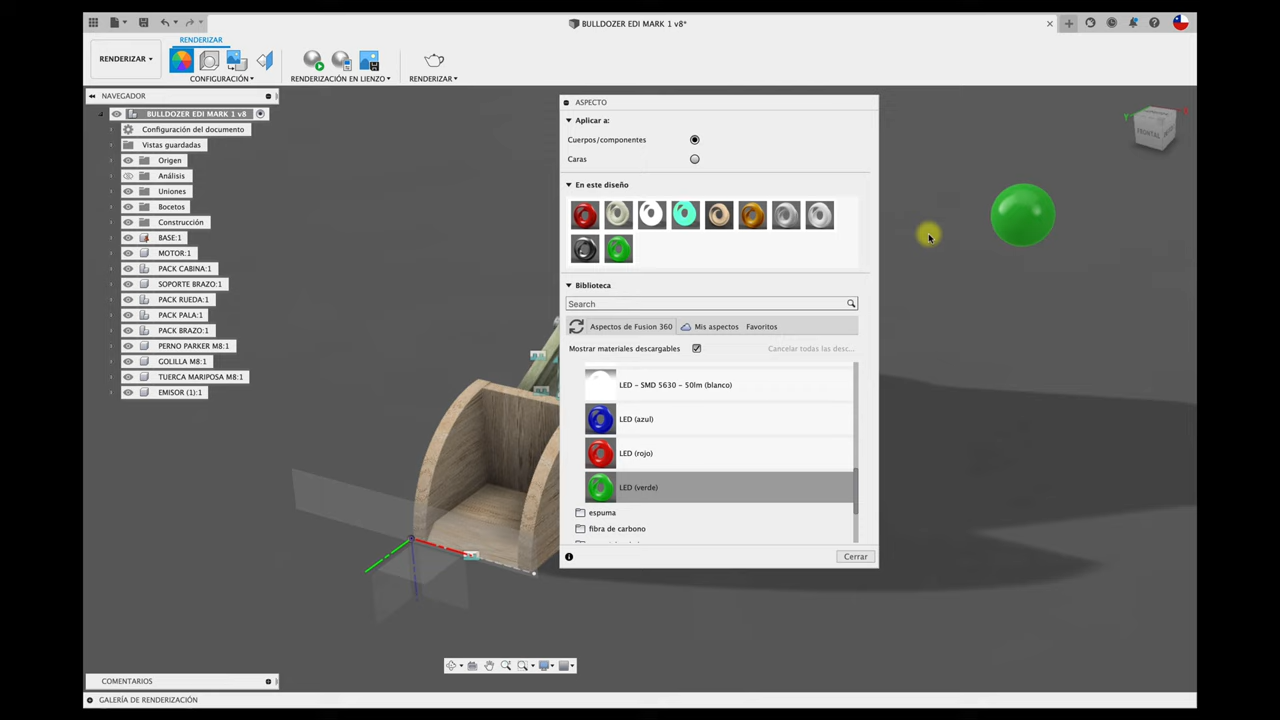 BULLDOZER EDI MARK 1 v8*
RENDERIZAR
RENDERIZAR
CONFIGURACIÓN
RENDERIZACIÓN EN LIENZO
RENDERIZAR
NAVEGADOR
BULLDOZER EDI MARK 1 v8
Configuración del documento
Vistas guardadas
Origen
Análisis
Uniones
Bocetos
Construcción
BASE:1
MOTOR:1
PACK CABINA:1
SOPORTE BRAZO:1
PACK RUEDA:1
PACK PALA:1
PACK BRAZO:1
PERNO PARKER M8:1
GOLILLA M8:1
TUERCA MARIPOSA M8:1
EMISOR (1):1
ASPECTO
Aplicar a:
Cuerpos/componentes
Caras
En este diseño
Biblioteca
Search
Aspectos de Fusion 360 Mis aspectos Favoritos
Mostrar materiales descargables Cancelar todas las desc...
LED - SMD 5630 - 50lm (blanco)
LED (azul)
LED (rojo)
LED (verde)
espuma
fibra de carbono
Cerrar
FRONTAL
Y
COMENTARIOS
GALERÍA DE RENDERIZACIÓN